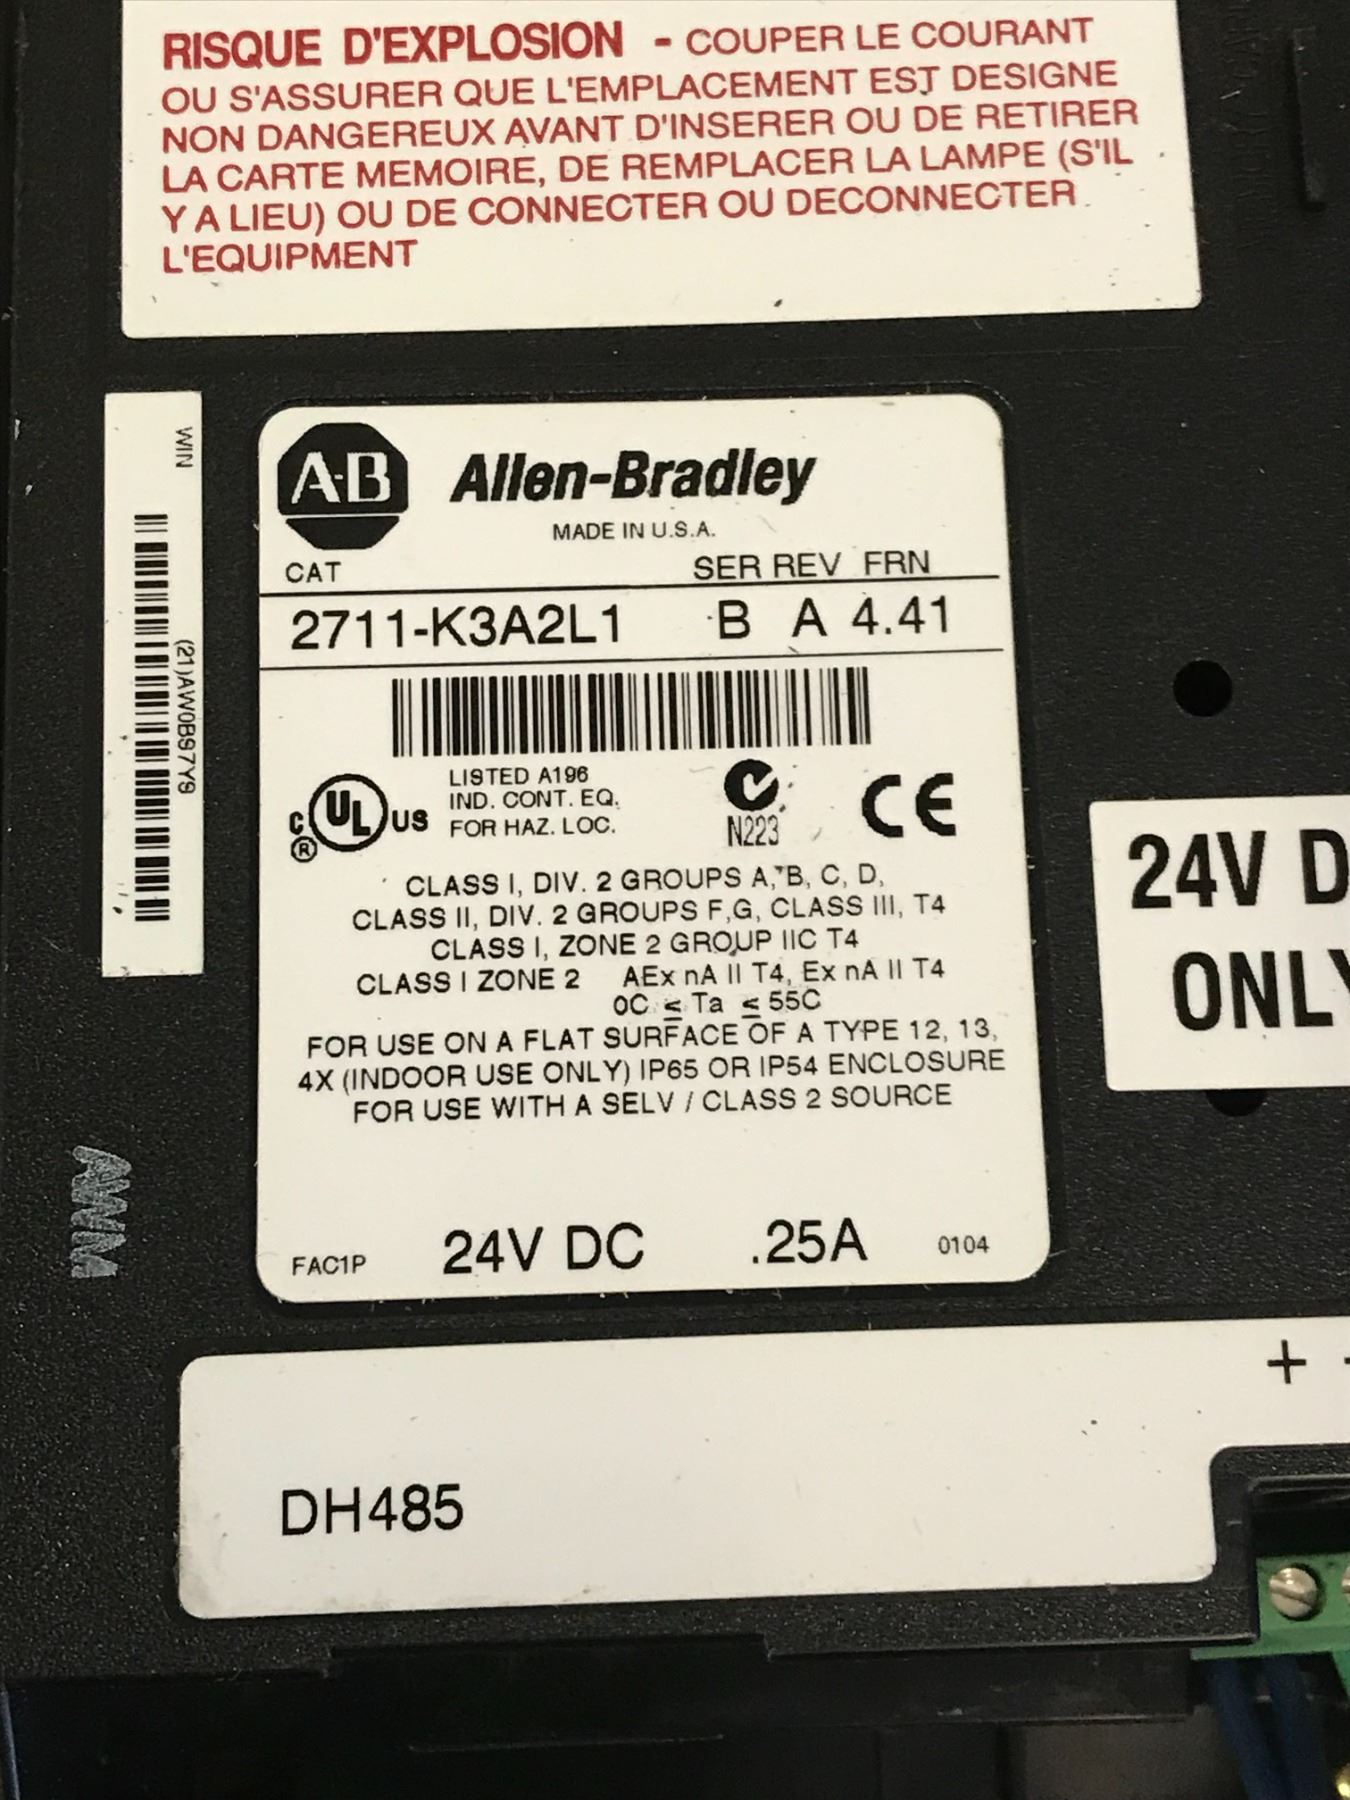 RISQUE D'EXPLOSION - COUPER LE COURANT
OU S'ASSURER QUE L'EMPLACEMENT EST DESIGNE
NON DANGEREUX AVANT D'INSERER OU DE RETIRER
LA CARTE MEMOIRE, DE REMPLACER LA LAMPE (S'IL
Y A LIEU) OU DE CONNECTER OU DECONNECTER
L'EQUIPMENT
WIN
(21)AW0BS7YS
A-B Allen-Bradley
MADE IN U.S.A.
CAT SER REV FRN
2711-K3A2L1 B A 4.41
C UL US ®
LISTED A196
IND. CONT. EQ.
FOR HAZ. LOC.
N223
CE
CLASS I, DIV. 2 GROUPS A, B, C, D,
CLASS II, DIV. 2 GROUPS F,G, CLASS III, T4
CLASS I, ZONE 2 GROUP IIC T4
CLASS I ZONE 2 AEx nA II T4, Ex nA II T4
0C ≤ Ta ≤ 55C
FOR USE ON A FLAT SURFACE OF A TYPE 12, 13,
4X (INDOOR USE ONLY) IP65 OR IP54 ENCLOSURE
FOR USE WITH A SELV / CLASS 2 SOURCE
FAC1P 24V DC .25A 0104
24V D
ONLY
AWM
+ -
DH485